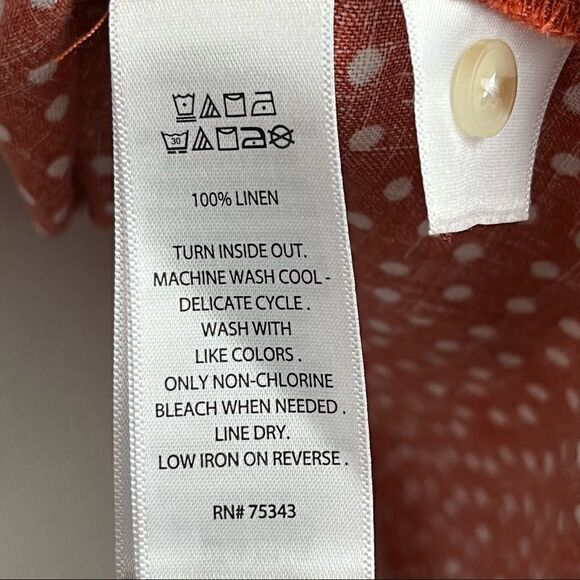 30
100% LINEN
TURN INSIDE OUT.
MACHINE WASH COOL -
DELICATE CYCLE .
WASH WITH
LIKE COLORS .
ONLY NON-CHLORINE
BLEACH WHEN NEEDED .
LINE DRY.
LOW IRON ON REVERSE .
RN# 75343